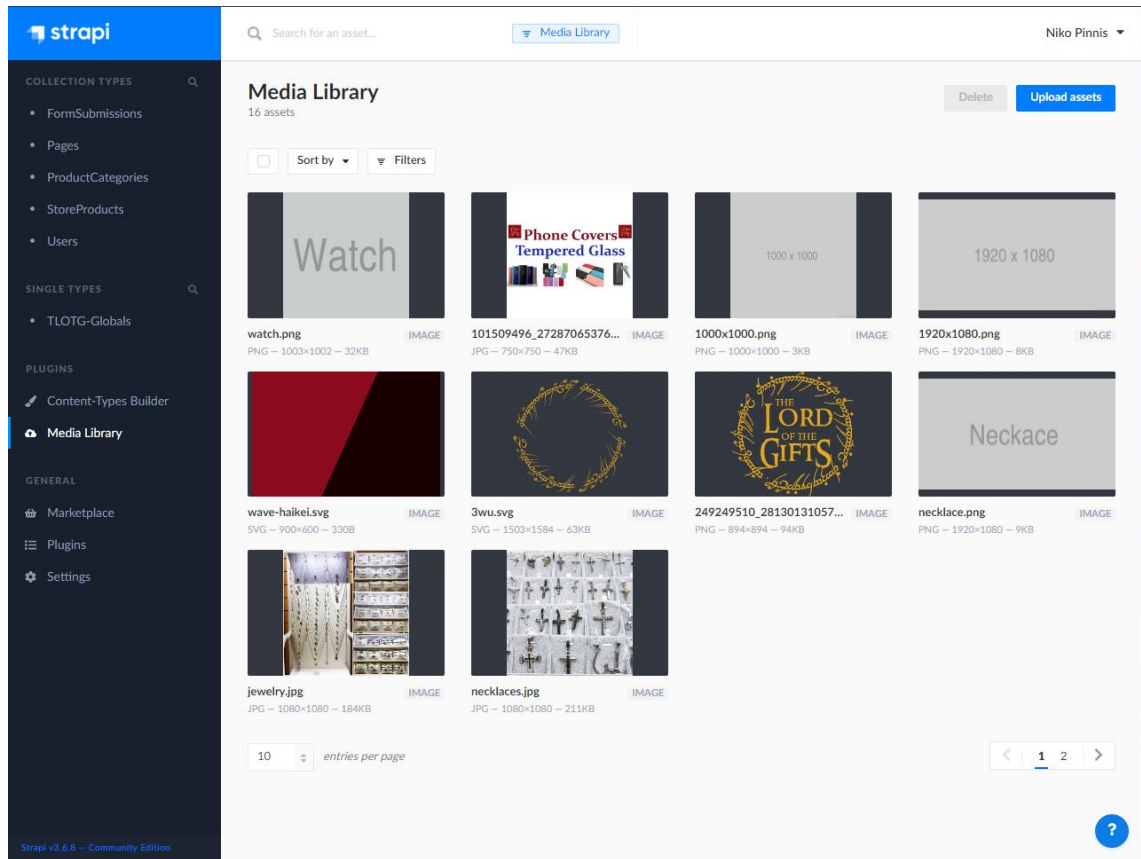 strapi
Search for an asset...
Media Library
Niko Pinnis
COLLECTION TYPES
FormSubmissions
Pages
ProductCategories
StoreProducts
Users
SINGLE TYPES
TLOTG-Globals
PLUGINS
Content-Types Builder
Media Library
GENERAL
Marketplace
Plugins
Settings
Strapi v3.6.8 — Community Edition
Media Library
16 assets
Delete
Upload assets
Sort by
Filters
Watch
Phone Covers
Tempered Glass
1000 x 1000
1920 x 1080
watch.png IMAGE
PNG — 1003×1002 — 32KB
101509496_27287065376... IMAGE
JPG — 750×750 — 47KB
1000x1000.png IMAGE
PNG — 1000×1000 — 3KB
1920x1080.png IMAGE
PNG — 1920×1080 — 8KB
THE
LORD
OF THE
GIFTS
Neckace
wave-haikei.svg IMAGE
SVG — 900×600 — 330B
3wu.svg IMAGE
SVG — 1503×1584 — 63KB
249249510_28130131057... IMAGE
PNG — 894×894 — 94KB
necklace.png IMAGE
PNG — 1920×1080 — 9KB
jewelry.jpg IMAGE
JPG — 1080×1080 — 184KB
necklaces.jpg IMAGE
JPG — 1080×1080 — 211KB
10 entries per page
1 2
?